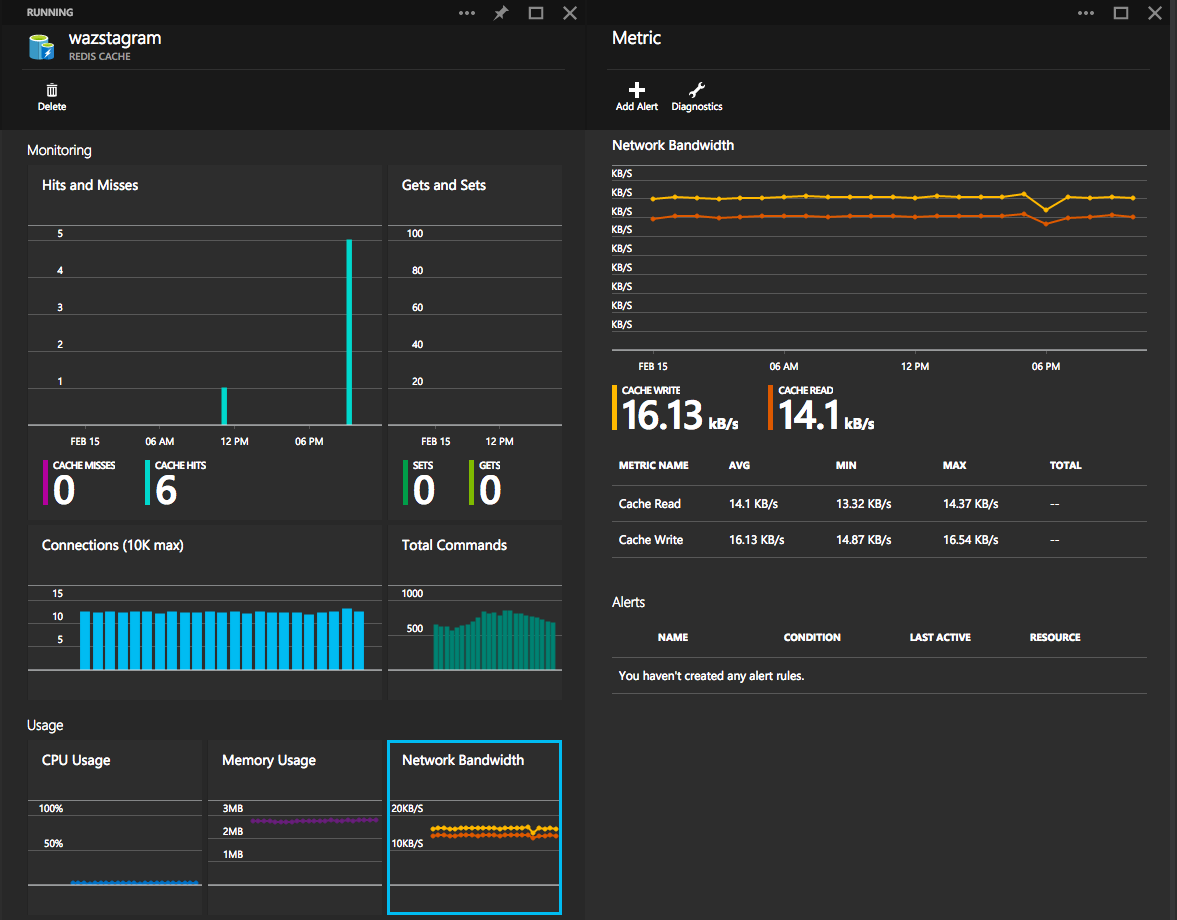 RUNNING
wazstagram
REDIS CACHE
Delete
Monitoring
Hits and Misses
5
4
3
2
1
FEB 15 06 AM 12 PM 06 PM
CACHE MISSES CACHE HITS
0 6
Gets and Sets
100
80
60
40
20
FEB 15 12 PM
SETS GETS
0 0
Connections (10K max)
15
10
5
Total Commands
1000
500
Usage
CPU Usage
100%
50%
Memory Usage
3MB
2MB
1MB
Network Bandwidth
20KB/S
10KB/S
Metric
Add Alert Diagnostics
Network Bandwidth
KB/S
KB/S
KB/S
KB/S
KB/S
KB/S
KB/S
KB/S
KB/S
FEB 15 06 AM 12 PM 06 PM
CACHE WRITE CACHE READ
16.13 kB/s 14.1 kB/s
METRIC NAME AVG MIN MAX TOTAL
Cache Read 14.1 KB/s 13.32 KB/s 14.37 KB/s --
Cache Write 16.13 KB/s 14.87 KB/s 16.54 KB/s --
Alerts
NAME CONDITION LAST ACTIVE RESOURCE
You haven't created any alert rules.